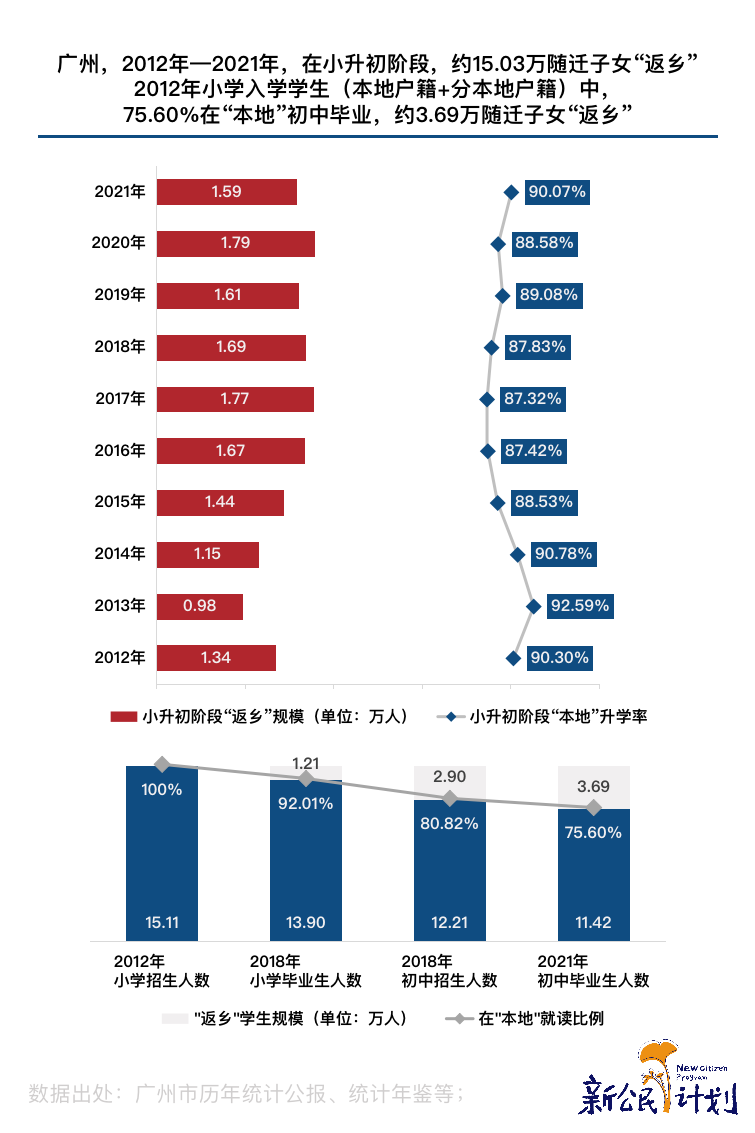 广州，2012年—2021年，在小升初阶段，约15.03万随迁子女“返乡”
2012年小学入学学生（本地户籍+分本地户籍）中，
75.60%在“本地”初中毕业，约3.69万随迁子女“返乡”
2021年 1.59 90.07%
2020年 1.79 88.58%
2019年 1.61 89.08%
2018年 1.69 87.83%
2017年 1.77 87.32%
2016年 1.67 87.42%
2015年 1.44 88.53%
2014年 1.15 90.78%
2013年 0.98 92.59%
2012年 1.34 90.30%
小升初阶段“返乡”规模（单位：万人） 小升初阶段“本地”升学率
1.21 2.90 3.69
100% 92.01% 80.82% 75.60%
15.11 13.90 12.21 11.42
2012年 2018年 2018年 2021年
小学招生人数 小学毕业生人数 初中招生人数 初中毕业生人数
"返乡"学生规模（单位：万人） 在"本地"就读比例
数据出处：广州市历年统计公报、统计年鉴等；
New Citizen
Program
新公民计划